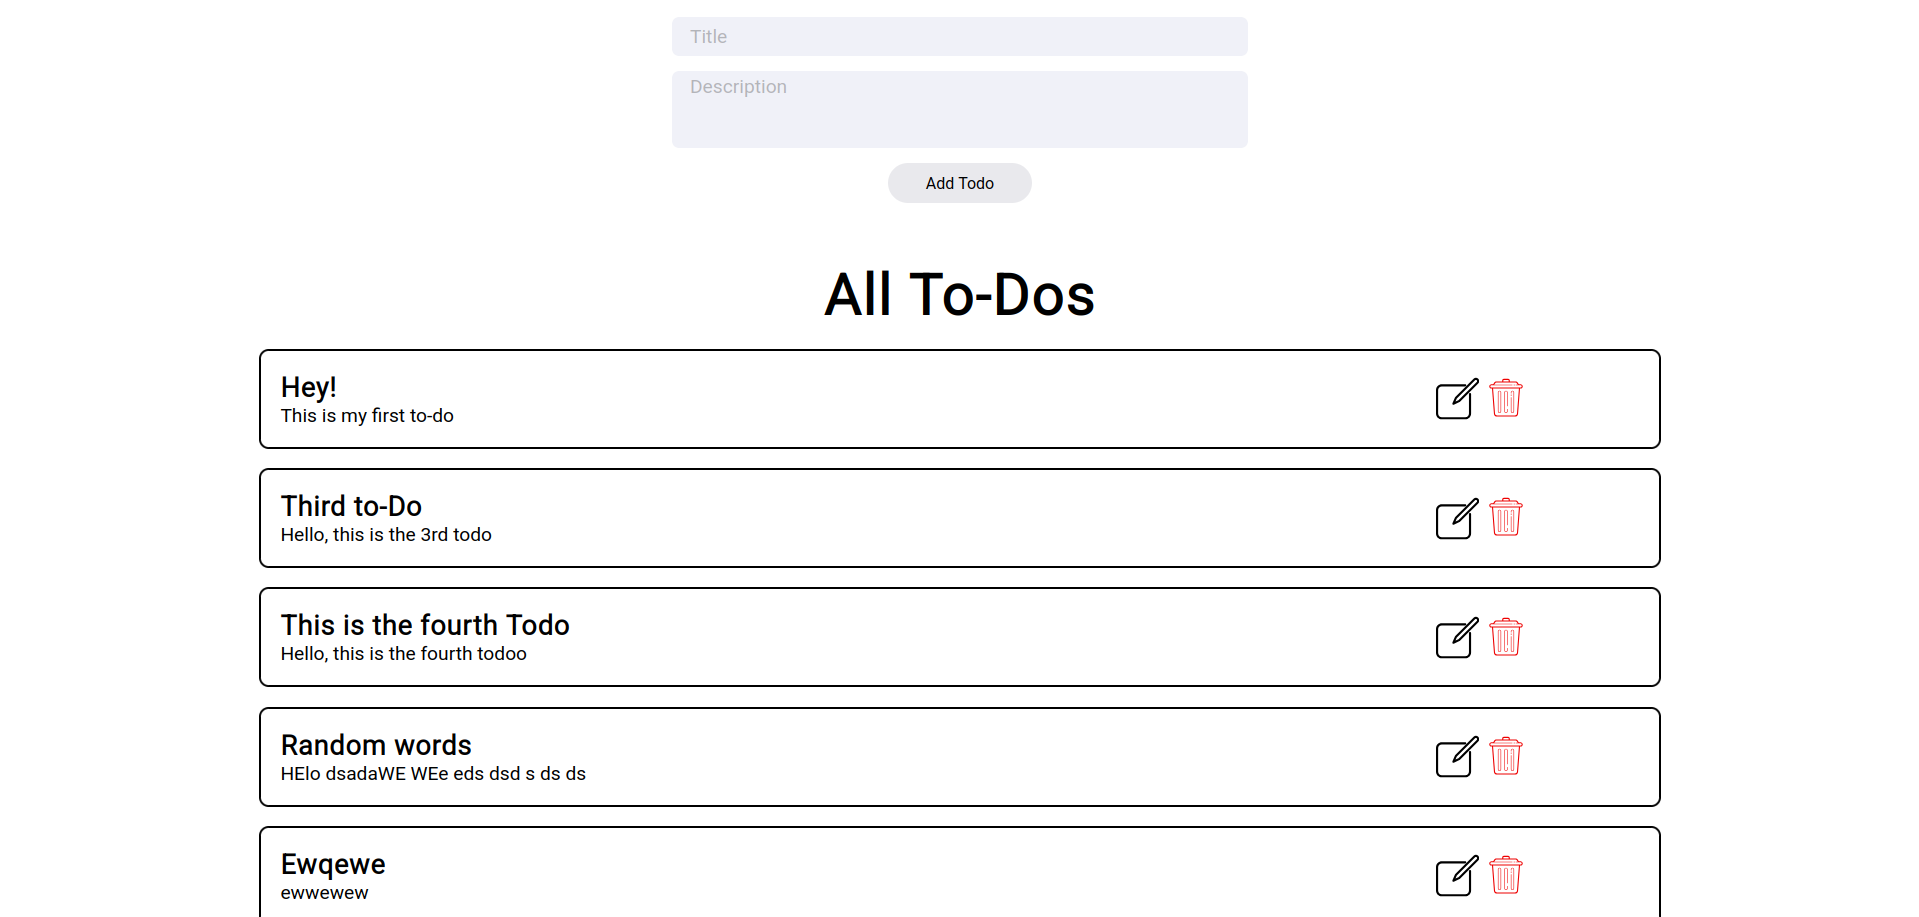 Title
Description
Add Todo
All To-Dos
Hey!
This is my first to-do
Third to-Do
Hello, this is the 3rd todo
This is the fourth Todo
Hello, this is the fourth todoo
Random words
HElo dsadaWE WEe eds dsd s ds ds
Ewqewe
ewwewew